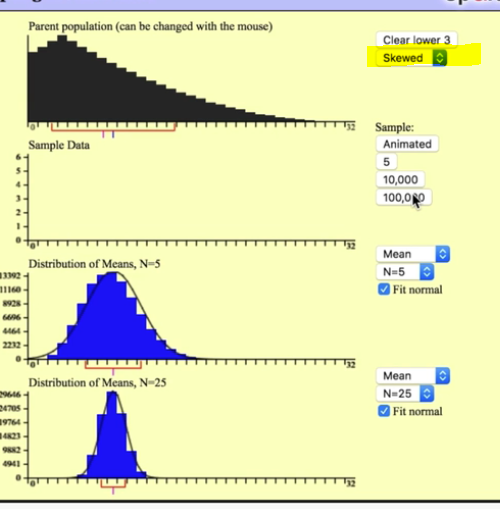 Parent population (can be changed with the mouse)
Clear lower 3
Skewed
0
32
Sample:
Animated
5
10,000
Sample Data
6
5
4
3
2
1
0
0
32
Distribution of Means, N=5
Mean
N=5
Fit normal
13392
11160
8928
6696
4464
2232
0
0
32
Distribution of Means, N=25
Mean
N=25
Fit normal
29646
24705
19764
14823
9882
4941
0
0
32